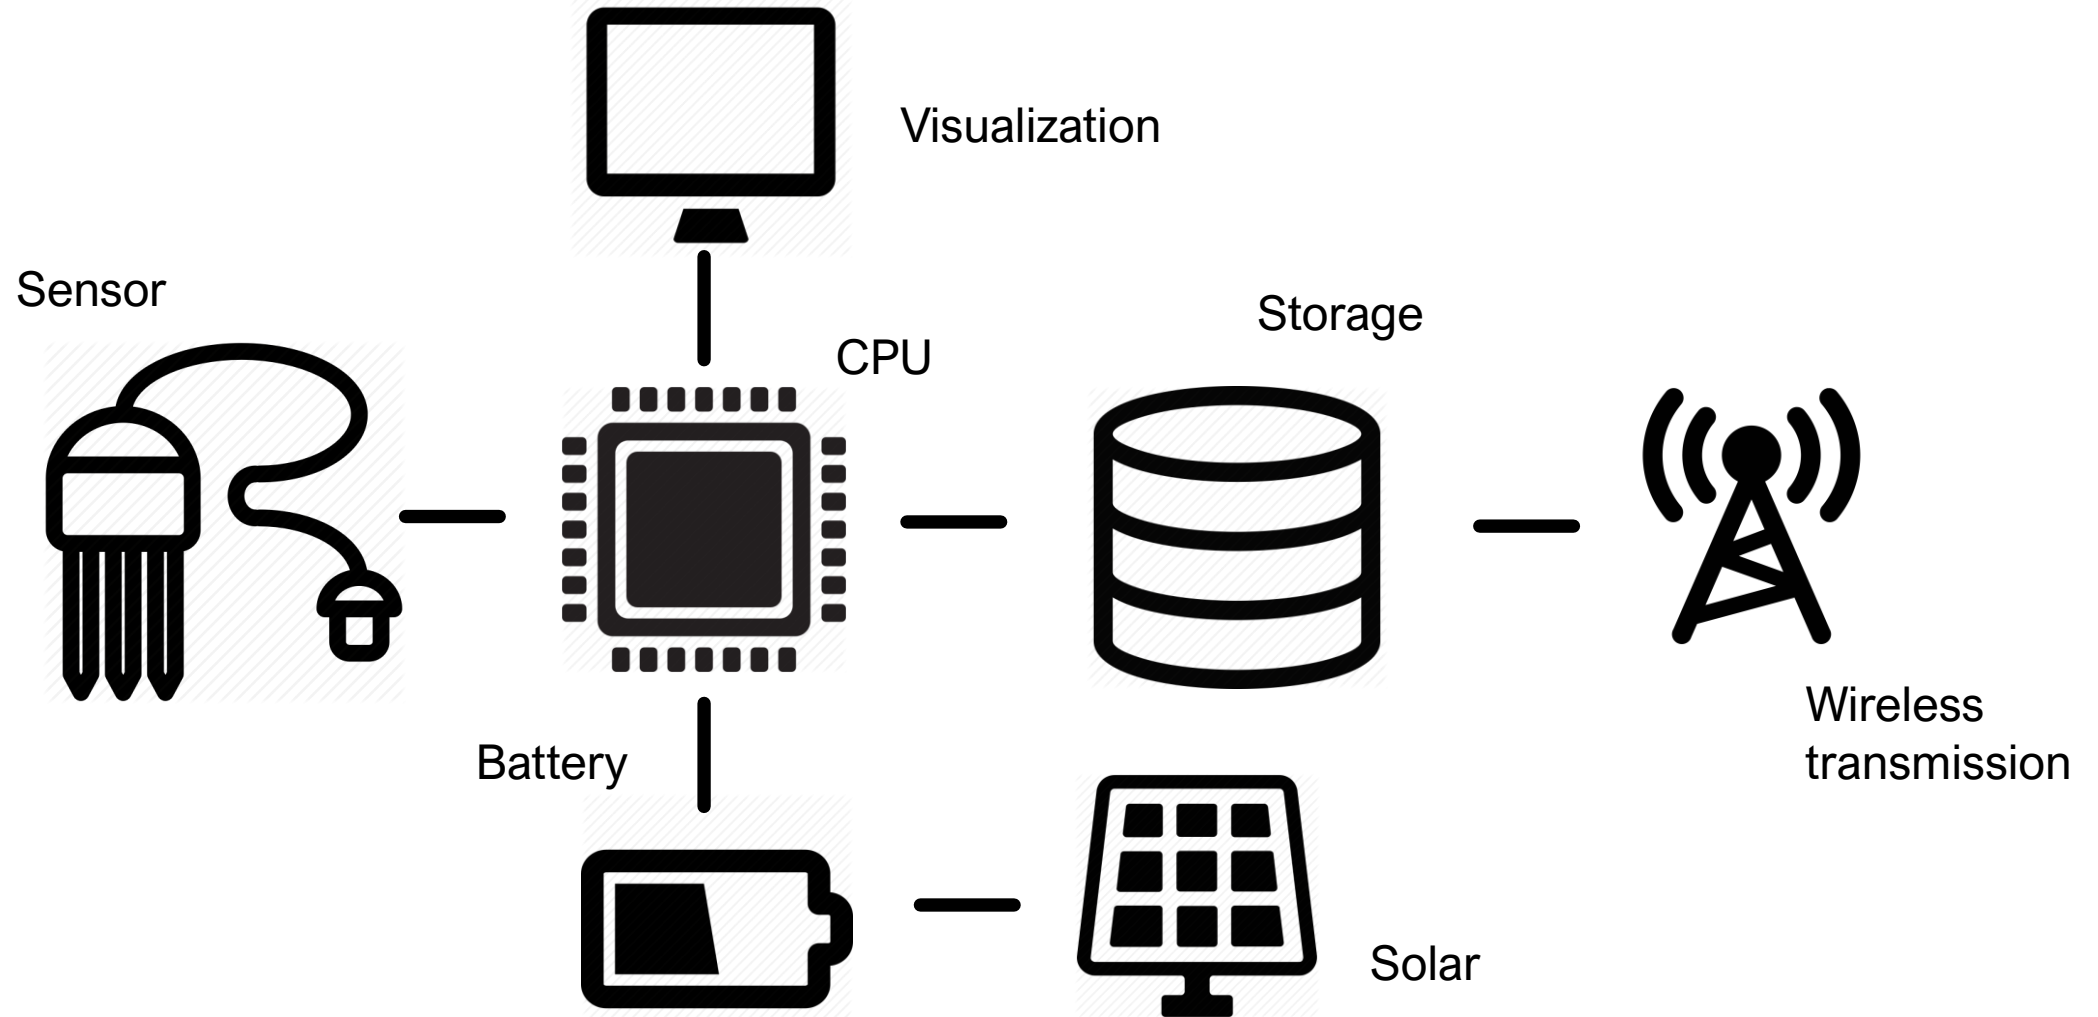 Visualization
Sensor
Storage
CPU
Wireless
transmission
Battery
Solar